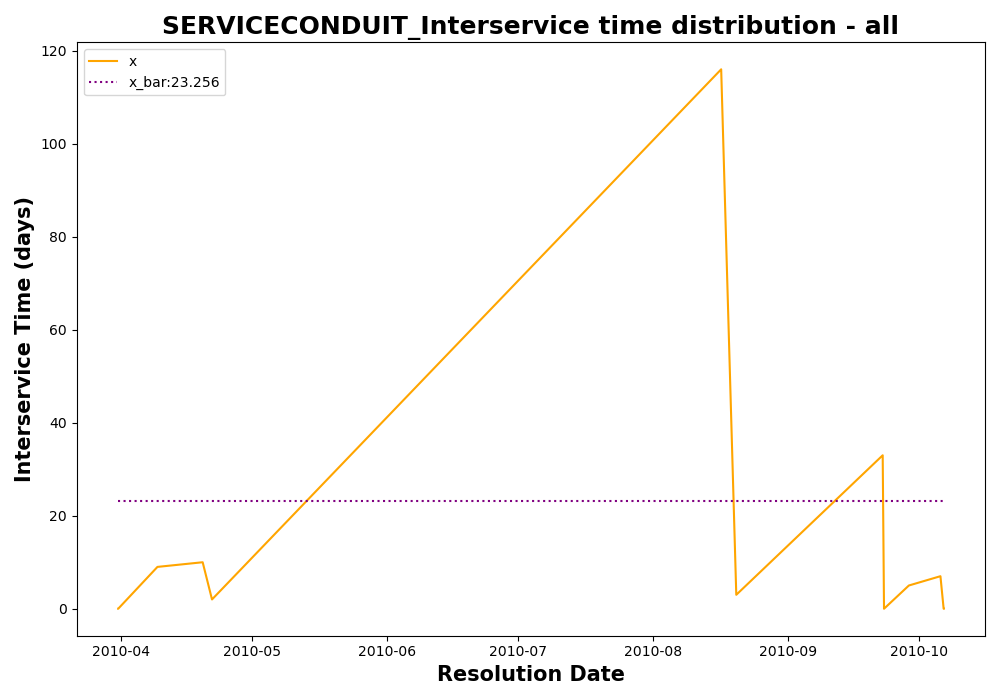 SERVICECONDUIT_Interservice time distribution - all
x
x_bar:23.256
120
100
80
60
40
20
0
Interservice Time (days)
2010-04 2010-05 2010-06 2010-07 2010-08 2010-09 2010-10
Resolution Date